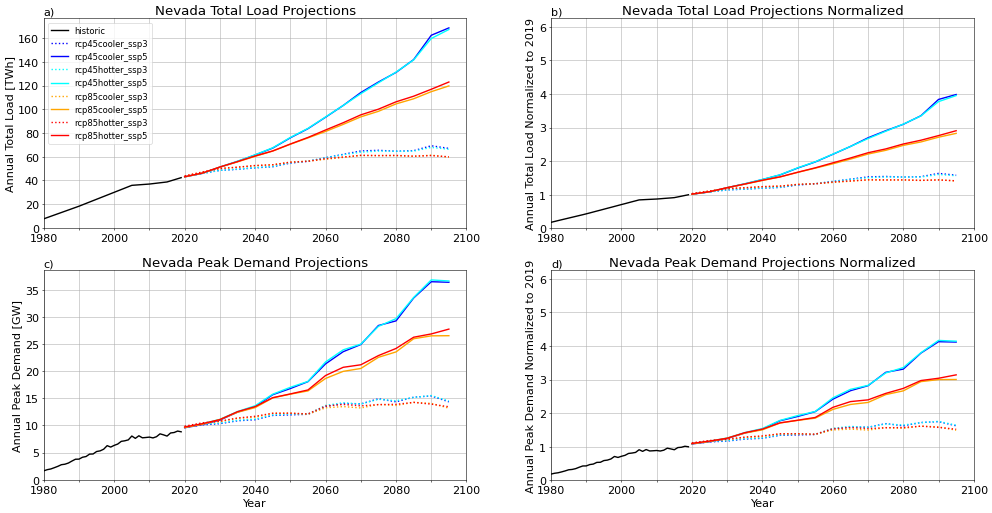 a)
Nevada Total Load Projections
Annual Total Load [TWh]
160
140
120
100
80
60
40
20
0
historic
rcp45cooler_ssp3
rcp45cooler_ssp5
rcp45hotter_ssp3
rcp45hotter_ssp5
rcp85cooler_ssp3
rcp85cooler_ssp5
rcp85hotter_ssp3
rcp85hotter_ssp5
1980 2000 2020 2040 2060 2080 2100
b)
Nevada Total Load Projections Normalized
Annual Total Load Normalized to 2019
6
5
4
3
2
1
0
1980 2000 2020 2040 2060 2080 2100
c)
Nevada Peak Demand Projections
Annual Peak Demand [GW]
35
30
25
20
15
10
5
0
1980 2000 2020 2040 2060 2080 2100
Year
d)
Nevada Peak Demand Projections Normalized
Annual Peak Demand Normalized to 2019
6
5
4
3
2
1
0
1980 2000 2020 2040 2060 2080 2100
Year